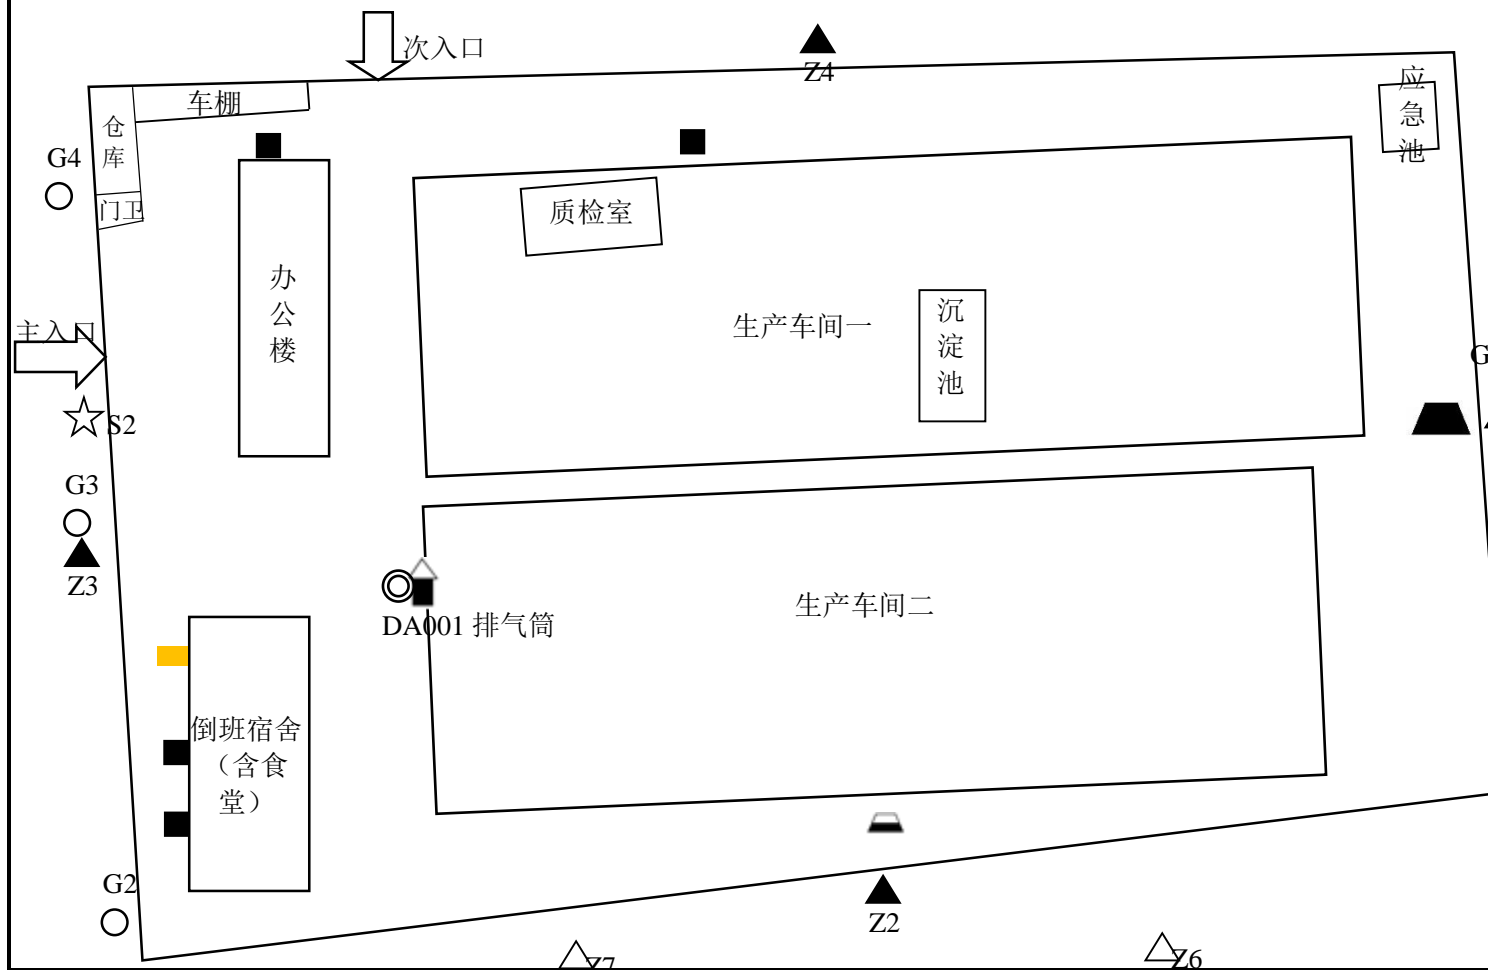 次入口
Z4
应
急
池
车棚
仓
库
G4
门卫
质检室
办
公
楼
沉
淀
池
生产车间一
主入口
G
S2
G3
Z3
生产车间二
DA001 排气筒
倒班宿舍
（含食
堂）
G2
Z2
Z7
Z6